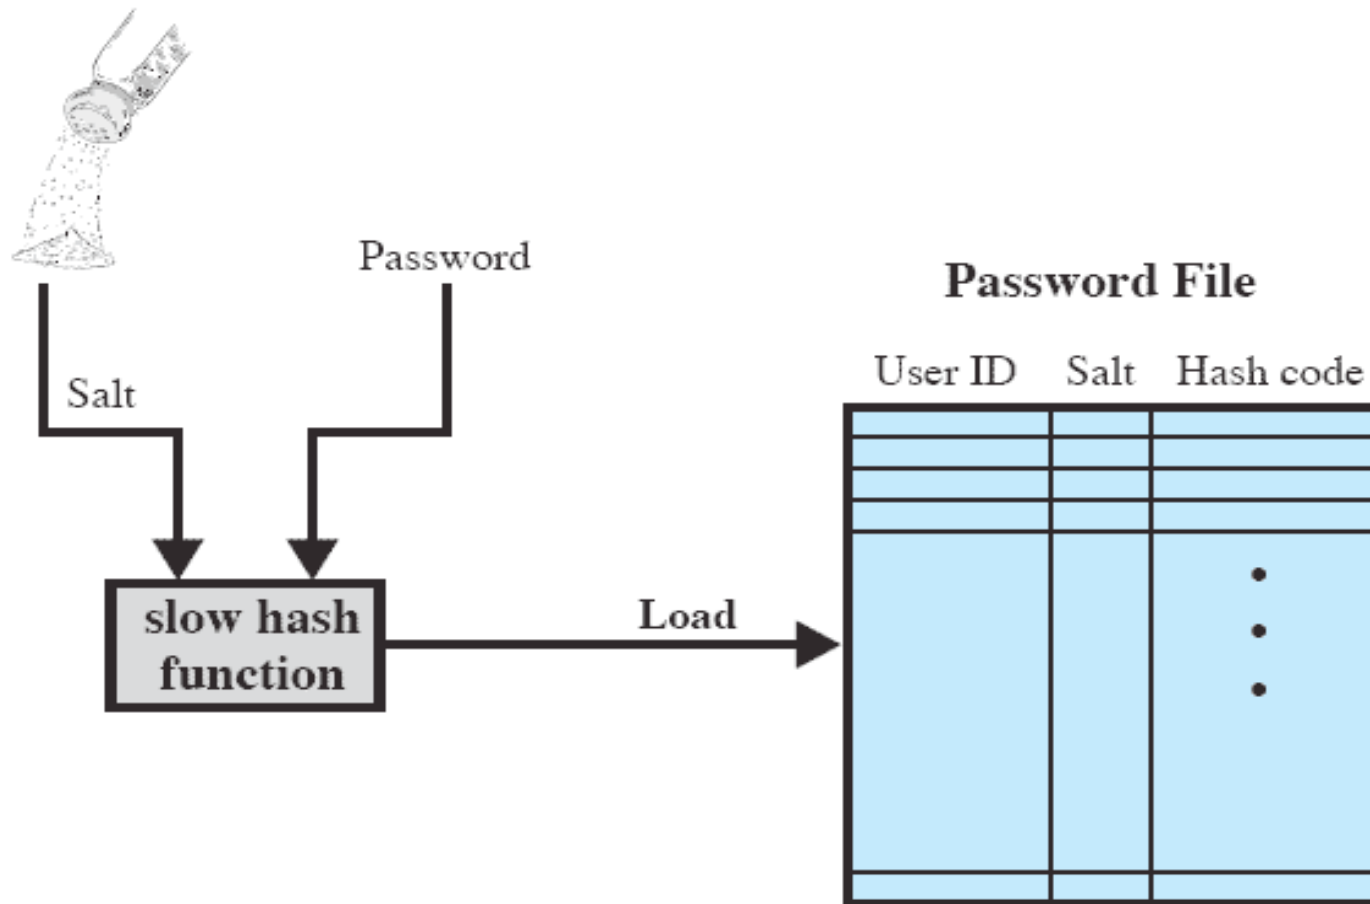 Password
Salt
slow hash
function
Load
Password File
User ID Salt Hash code